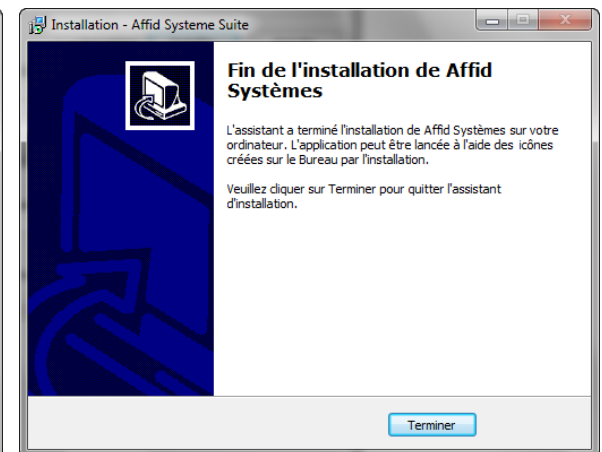 Installation - Affid Systeme Suite
Fin de l'installation de Affid
Systèmes
L'assistant a terminé l'installation de Affid Systèmes sur votre
ordinateur. L'application peut être lancée à l'aide des icônes
créées sur le Bureau par l'installation.
Veuillez cliquer sur Terminer pour quitter l'assistant
d'installation.
Terminer